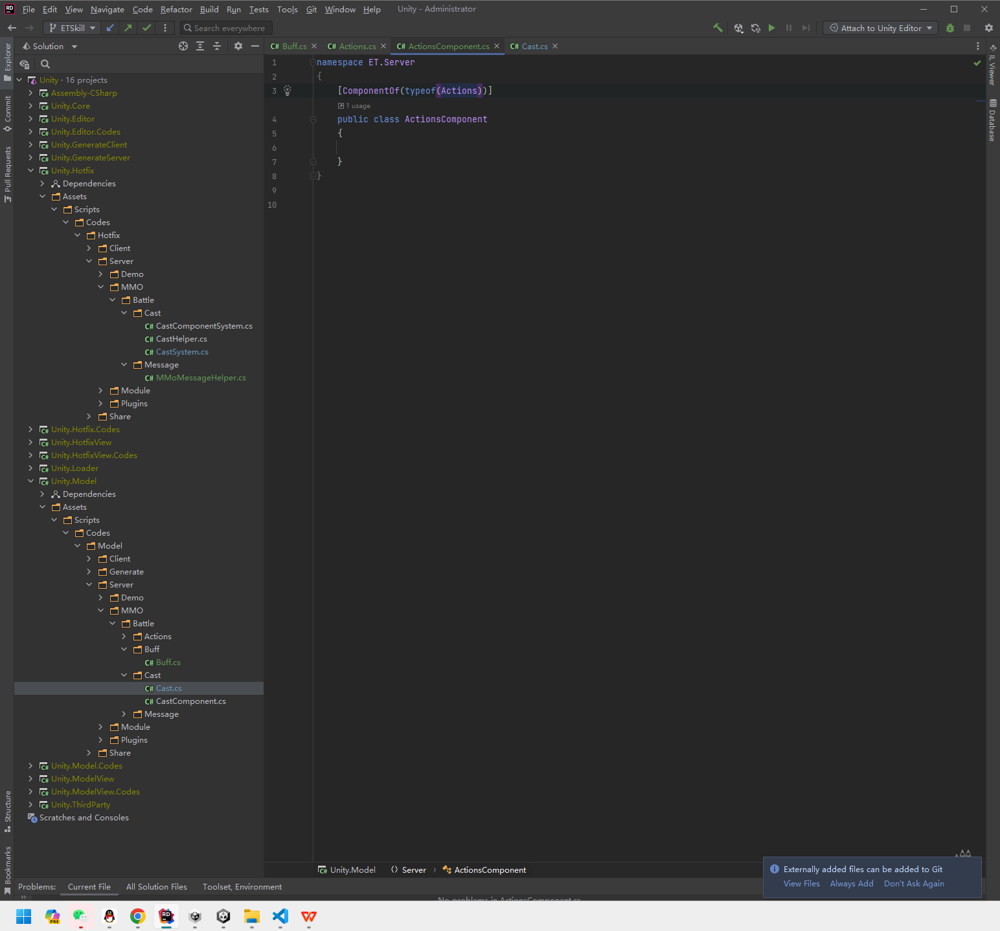 File Edit View Navigate Code Refactor Build Run Tests Tools Git Window Help Unity - Administrator
ETSkill Search everywhere Attach to Unity Editor
Solution Buff.cs Actions.cs ActionsComponent.cs Cast.cs
Explorer
Commit
Pull Requests
Structure
Bookmarks
Unity · 16 projects
Assembly-CSharp
Unity.Core
Unity.Editor
Unity.Editor.Codes
Unity.GenerateClient
Unity.GenerateServer
Unity.Hotfix
Dependencies
Assets
Scripts
Codes
Hotfix
Client
Server
Demo
MMO
Battle
Cast
CastComponentSystem.cs
CastHelper.cs
CastSystem.cs
Message
MMoMessageHelper.cs
Module
Plugins
Share
Unity.Hotfix.Codes
Unity.HotfixView
Unity.HotfixView.Codes
Unity.Loader
Unity.Model
Dependencies
Assets
Scripts
Codes
Model
Client
Generate
Server
Demo
MMO
Battle
Actions
Buff
Buff.cs
Cast
Cast.cs
CastComponent.cs
Message
Module
Plugins
Share
Unity.Model.Codes
Unity.ModelView
Unity.ModelView.Codes
Unity.ThirdParty
Scratches and Consoles
1 namespace ET.Server
2 {
3 [ComponentOf(typeof(Actions))]
1 usage
4 public class ActionsComponent
5 {
6
7 }
8 }
9
10
IL Viewer
Database
Unity.Model Server › ActionsComponent
Externally added files can be added to Git
View Files Always Add Don't Ask Again
Problems: Current File All Solution Files Toolset, Environment
No problems in ActionsComponent.cs